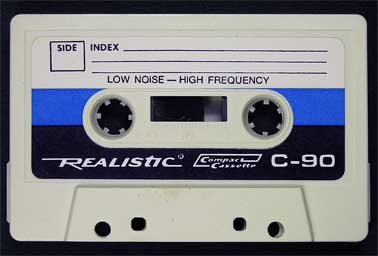 SIDE INDEX
LOW NOISE — HIGH FREQUENCY
REALISTIC® Compact Cassette C-90